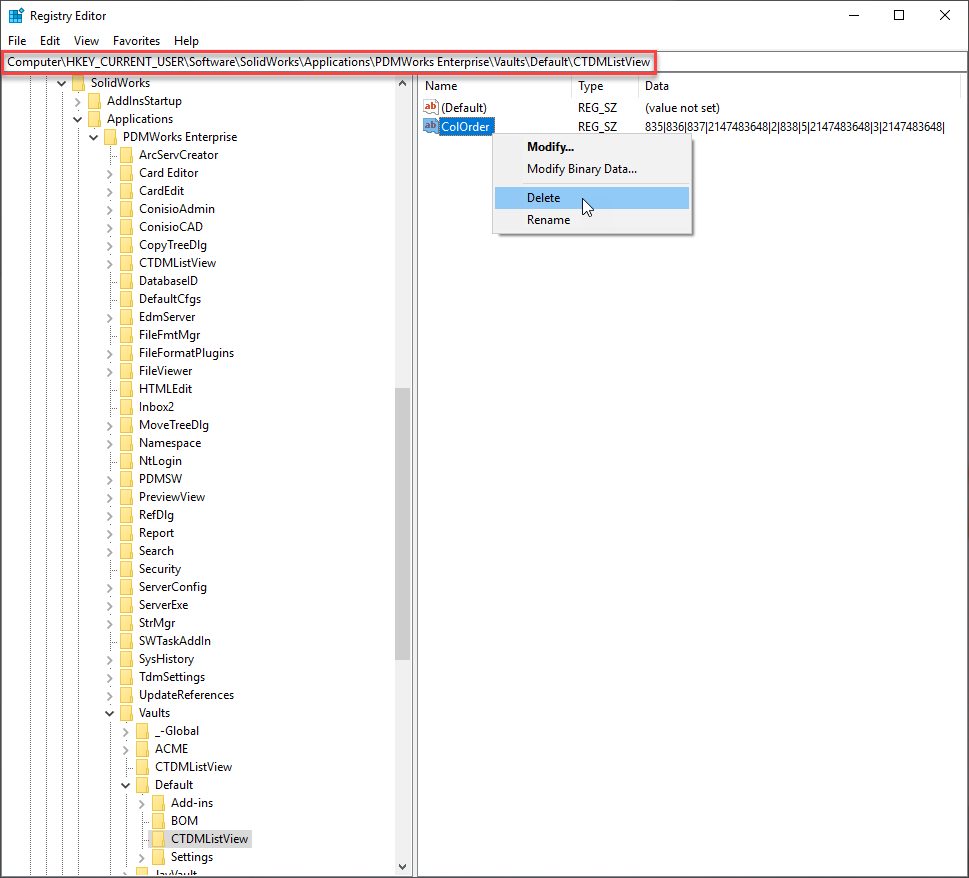 Registry Editor
File Edit View Favorites Help
Computer\HKEY_CURRENT_USER\Software\SolidWorks\Applications\PDMWorks Enterprise\Vaults\Default\CTDMListView
SolidWorks
AddInsStartup
Applications
PDMWorks Enterprise
ArcServCreator
Card Editor
CardEdit
ConisioAdmin
ConisioCAD
CopyTreeDlg
CTDMListView
DatabaseID
DefaultCfgs
EdmServer
FileFmtMgr
FileFormatPlugins
FileViewer
HTMLEdit
Inbox2
MoveTreeDlg
Namespace
NtLogin
PDMSW
PreviewView
RefDlg
Report
Search
Security
ServerConfig
ServerExe
StrMgr
SWTaskAddIn
SysHistory
TdmSettings
UpdateReferences
Vaults
_-Global
ACME
CTDMListView
Default
Add-ins
BOM
CTDMListView
Settings
JayVault
Name Type Data
ab (Default) REG_SZ (value not set)
ab ColOrder REG_SZ 835|836|837|2147483648|2|838|5|2147483648|3|2147483648|
Modify...
Modify Binary Data...
Delete
Rename